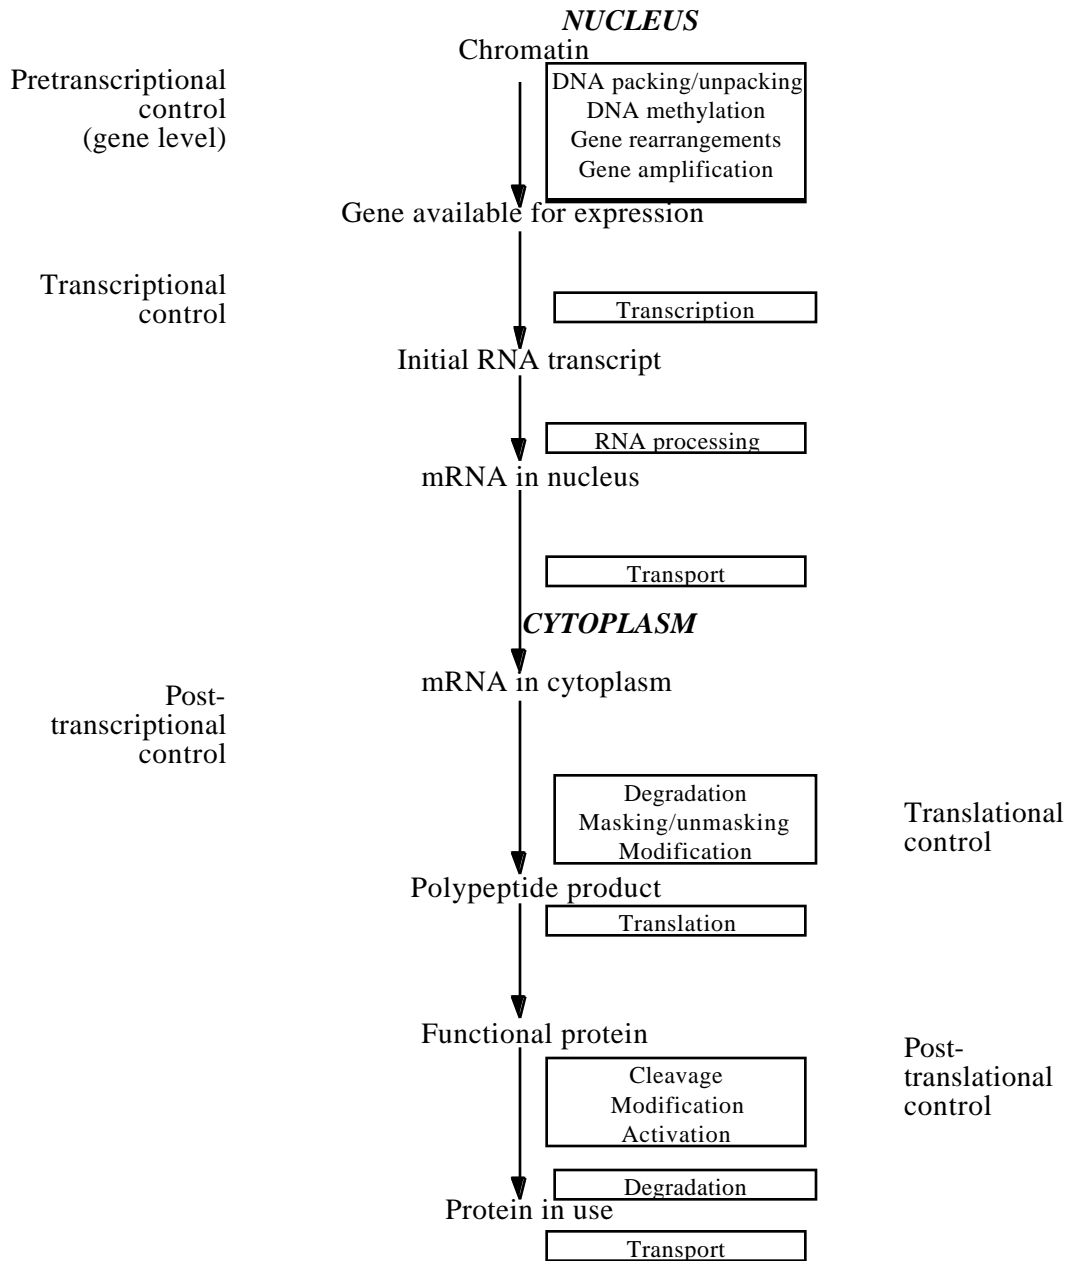 NUCLEUS
Chromatin
Pretranscriptional
control
(gene level)
DNA packing/unpacking
DNA methylation
Gene rearrangements
Gene amplification
Gene available for expression
Transcriptional
control
Transcription
Initial RNA transcript
RNA processing
mRNA in nucleus
Transport
CYTOPLASM
mRNA in cytoplasm
Post-
transcriptional
control
Degradation
Masking/unmasking
Modification
Translational
control
Polypeptide product
Translation
Functional protein
Post-
translational
control
Cleavage
Modification
Activation
Degradation
Protein in use
Transport